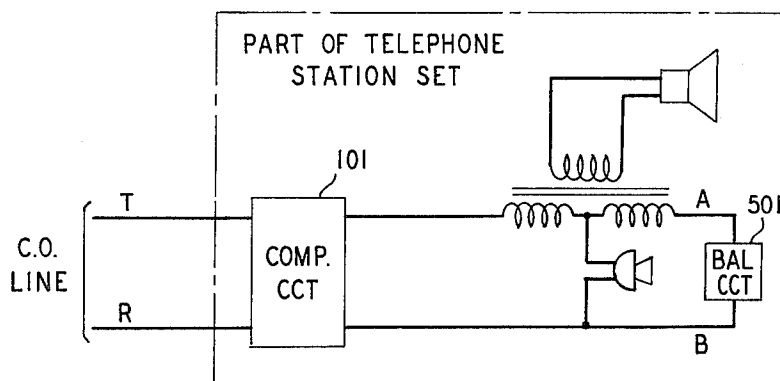 PART OF TELEPHONE
STATION SET
101
T
A
501
C.O.
LINE
COMP.
CCT
BAL
CCT
R
B